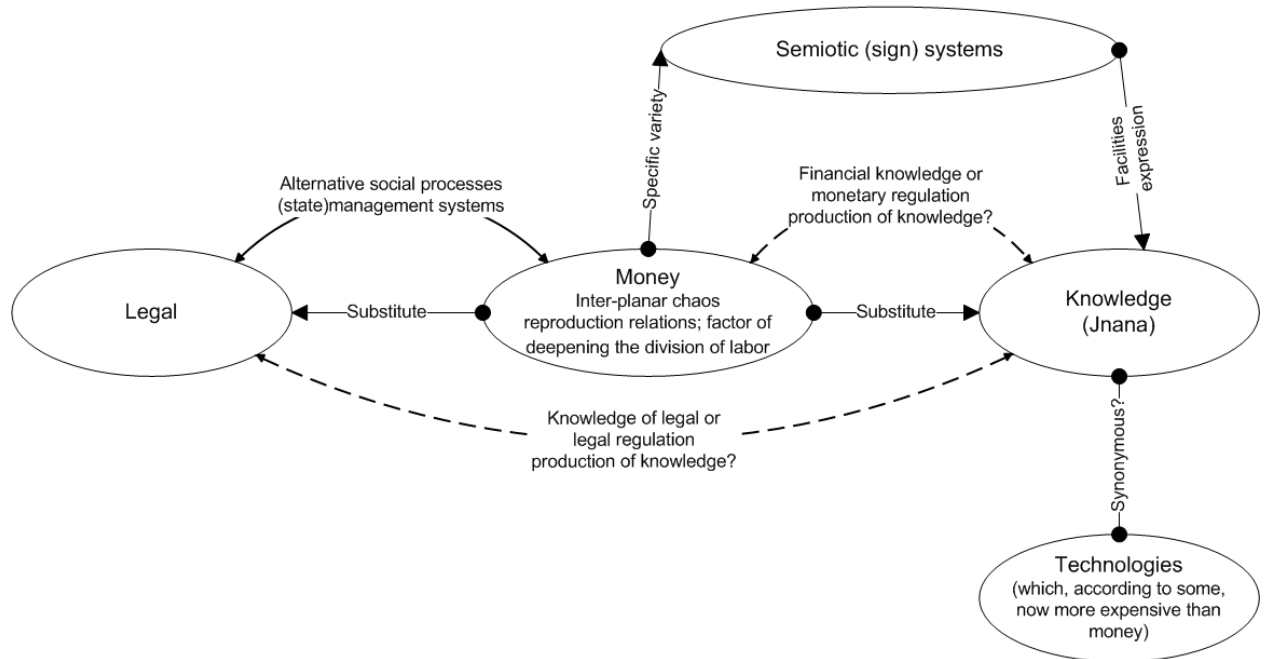 Semiotic (sign) systems
Specific variety
Facilities
expression
Alternative social processes
(state)management systems
Financial knowledge or
monetary regulation
production of knowledge?
Legal
Substitute
Money
Inter-planar chaos
reproduction relations; factor of
deepening the division of labor
Substitute
Knowledge
(Jnana)
Knowledge of legal or
legal regulation
production of knowledge?
Synonymous?
Technologies
(which, according to some,
now more expensive than
money)